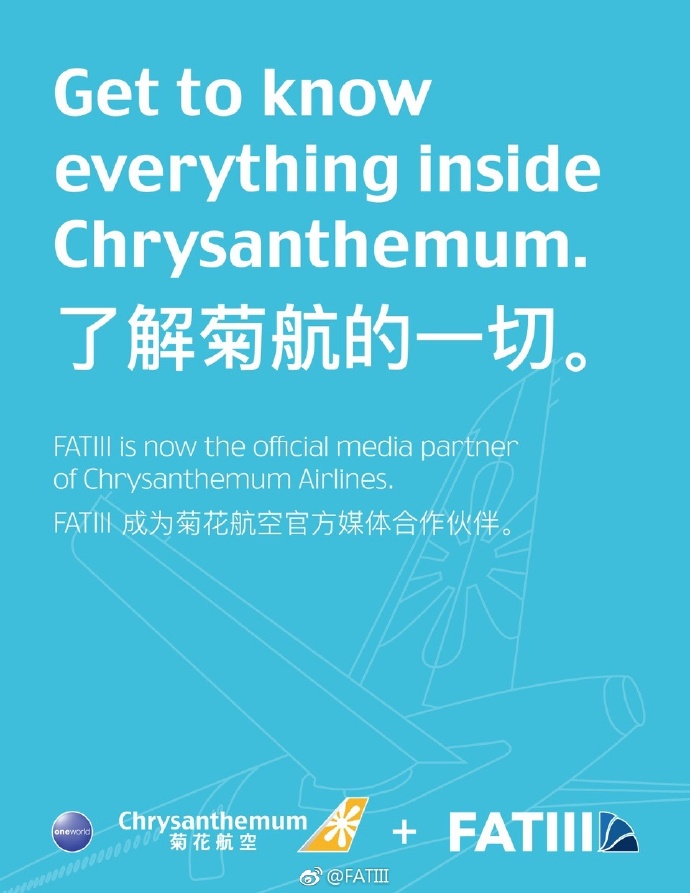 Get to know
everything inside
Chrysanthemum.
了解菊航的一切。
FATIII is now the official media partner
of Chrysanthemum Airlines.
FATIII 成为菊花航空官方媒体合作伙伴。
oneworld
Chrysanthemum
菊花航空
+
FATIII
@FATIII